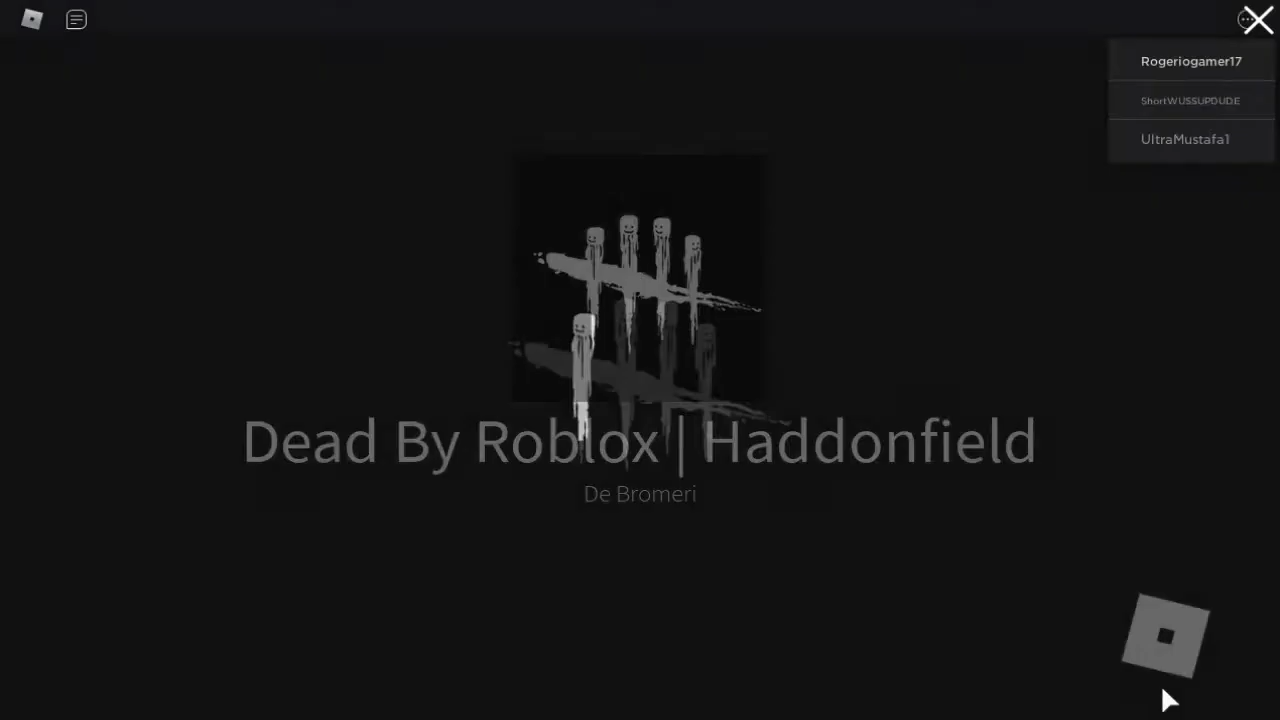 Rogeriogamer17
ShortWUSSUPDUDE
UltraMustafa1
Dead By Roblox | Haddonfield
De Bromeri